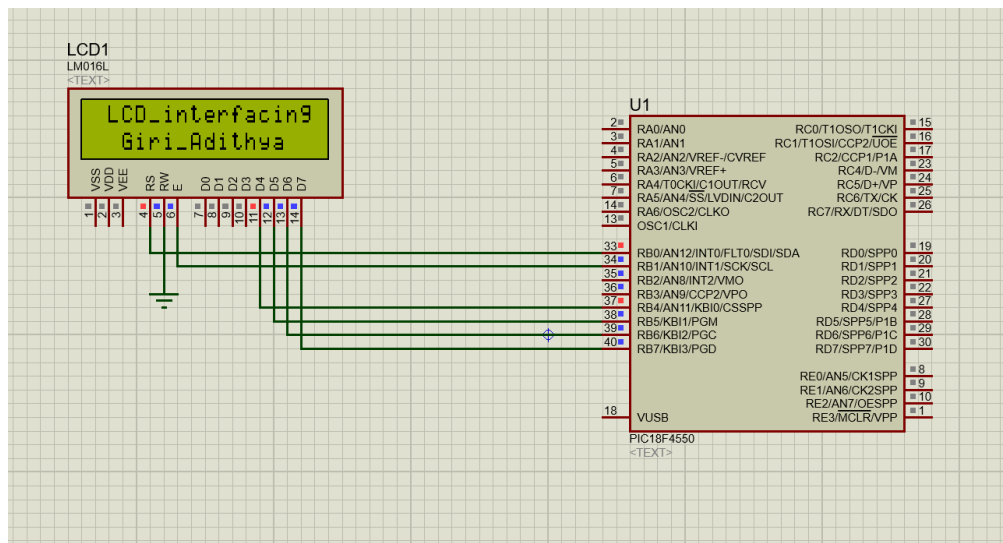 LCD1
LM016L
<TEXT>
LCD_interfacing
Giri_Adithya
VSS
VDD
VEE
RS
RW
E
D0
D1
D2
D3
D4
D5
D6
D7
1
2
3
4
5
6
7
8
9
10
11
12
13
14
U1
2 RA0/AN0
3 RA1/AN1
4 RA2/AN2/VREF-/CVREF
5 RA3/AN3/VREF+
6 RA4/T0CKI/C1OUT/RCV
7 RA5/AN4/SS/LVDIN/C2OUT
14 RA6/OSC2/CLKO
13 OSC1/CLKI
33 RB0/AN12/INT0/FLT0/SDI/SDA
34 RB1/AN10/INT1/SCK/SCL
35 RB2/AN8/INT2/VMO
36 RB3/AN9/CCP2/VPO
37 RB4/AN11/KBI0/CSSPP
38 RB5/KBI1/PGM
39 RB6/KBI2/PGC
40 RB7/KBI3/PGD
18 VUSB
RC0/T1OSO/T1CKI 15
RC1/T1OSI/CCP2/UOE 16
RC2/CCP1/P1A 17
RC4/D-/VM 23
RC5/D+/VP 24
RC6/TX/CK 25
RC7/RX/DT/SDO 26
RD0/SPP0 19
RD1/SPP1 20
RD2/SPP2 21
RD3/SPP3 22
RD4/SPP4 27
RD5/SPP5/P1B 28
RD6/SPP6/P1C 29
RD7/SPP7/P1D 30
RE0/AN5/CK1SPP 8
RE1/AN6/CK2SPP 9
RE2/AN7/OESPP 10
RE3/MCLR/VPP 1
PIC18F4550
<TEXT>